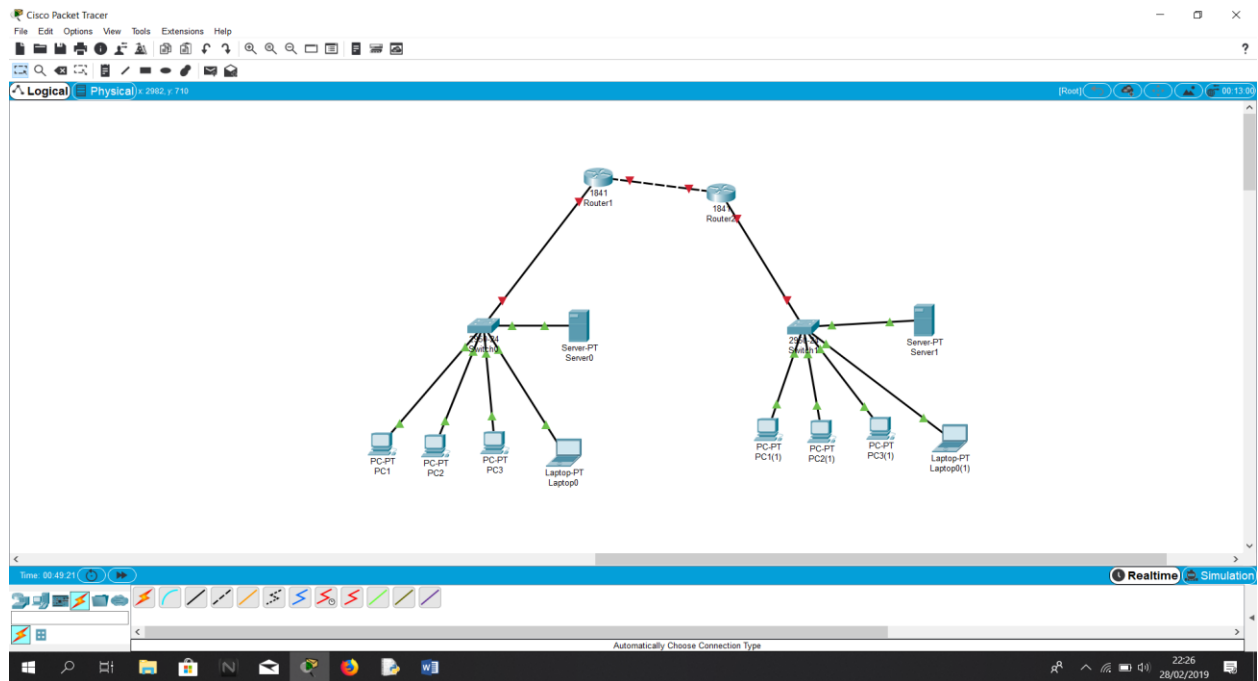 Cisco Packet Tracer
File Edit Options View Tools Extensions Help
?
Logical Physical x: 2982, y: 710 [Root] 00:13:00
1841
Router1
184
Router2
Switch0
Server-PT
Server0
Switch1
Server-PT
Server1
PC-PT
PC1
PC-PT
PC2
PC-PT
PC3
Laptop-PT
Laptop0
PC-PT
PC1(1)
PC-PT
PC2(1)
PC-PT
PC3(1)
Laptop-PT
Laptop0(1)
Time: 00:49:21 Realtime Simulation
Automatically Choose Connection Type
22:26
28/02/2019